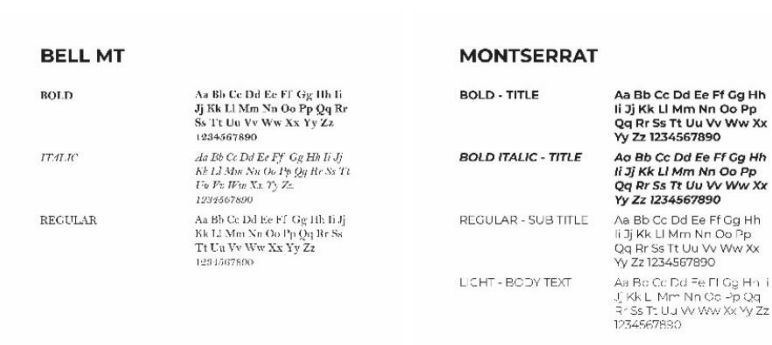 BELL MT
BOLD
Aa Bb Cc Dd Ee Ff Gg Hh Ii
Jj Kk Ll Mm Nn Oo Pp Qq Rr
Ss Tt Uu Vv Ww Xx Yy Zz
1234567890
ITALIC
Aa Bb Cc Dd Ee Ff Gg Hh Ii Jj
Kk Ll Mm Nn Oo Pp Qq Rr Ss Tt
Uu Vv Ww Xx Yy Zz
1234567890
REGULAR
Aa Bb Cc Dd Ee Ff Gg Hh Ii Jj
Kk Ll Mm Nn Oo Pp Qq Rr Ss
Tt Uu Vv Ww Xx Yy Zz
1234567890
MONTSERRAT
BOLD - TITLE
Aa Bb Cc Dd Ee Ff Gg Hh
Ii Jj Kk Ll Mm Nn Oo Pp
Qq Rr Ss Tt Uu Vv Ww Xx
Yy Zz 1234567890
BOLD ITALIC - TITLE
Aa Bb Cc Dd Ee Ff Gg Hh
Ii Jj Kk Ll Mm Nn Oo Pp
Qq Rr Ss Tt Uu Vv Ww Xx
Yy Zz 1234567890
REGULAR - SUB TITLE
Aa Bb Cc Dd Ee Ff Gg Hh
Ii Jj Kk Ll Mm Nn Oo Pp
Qq Rr Ss Tt Uu Vv Ww Xx
Yy Zz 1234567890
LIGHT - BODY TEXT
Aa Bb Cc Dd Ee Ff Gg Hh Ii
Jj Kk Ll Mm Nn Oo Pp Qq
Rr Ss Tt Uu Vv Ww Xx Yy Zz
1234567890